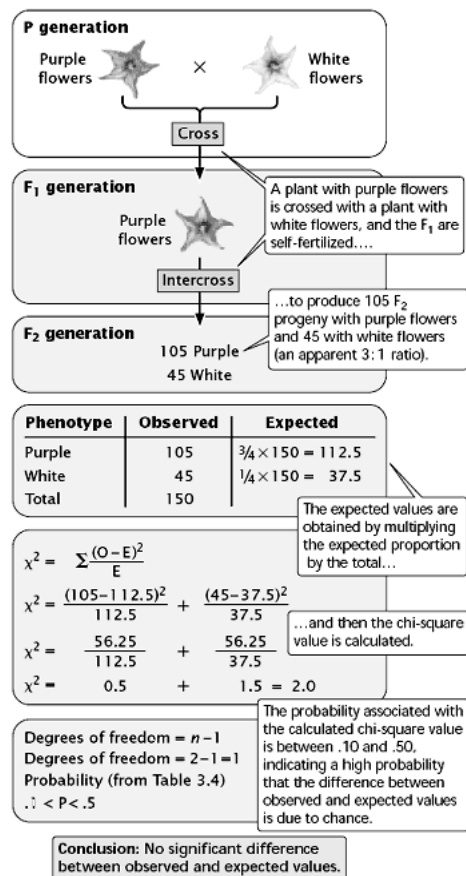 P generation
Purple
flowers
×
White
flowers
Cross
F₁ generation
Purple
flowers
A plant with purple flowers
is crossed with a plant with
white flowers, and the F₁ are
self-fertilized....
Intercross
F₂ generation
105 Purple
45 White
...to produce 105 F₂
progeny with purple flowers
and 45 with white flowers
(an apparent 3:1 ratio).
Phenotype Observed Expected
Purple 105 ¾ × 150 = 112.5
White 45 ¼ × 150 = 37.5
Total 150
The expected values are
obtained by multiplying
the expected proportion
by the total...
χ² = Σ(O–E)²/E
χ² = (105–112.5)²/112.5 + (45–37.5)²/37.5
χ² = 56.25/112.5 + 56.25/37.5
χ² = 0.5 + 1.5 = 2.0
...and then the chi-square
value is calculated.
Degrees of freedom = n–1
Degrees of freedom = 2–1=1
Probability (from Table 3.4)
.1 < P < .5
The probability associated with
the calculated chi-square value
is between .10 and .50,
indicating a high probability
that the difference between
observed and expected values
is due to chance.
Conclusion: No significant difference
between observed and expected values.